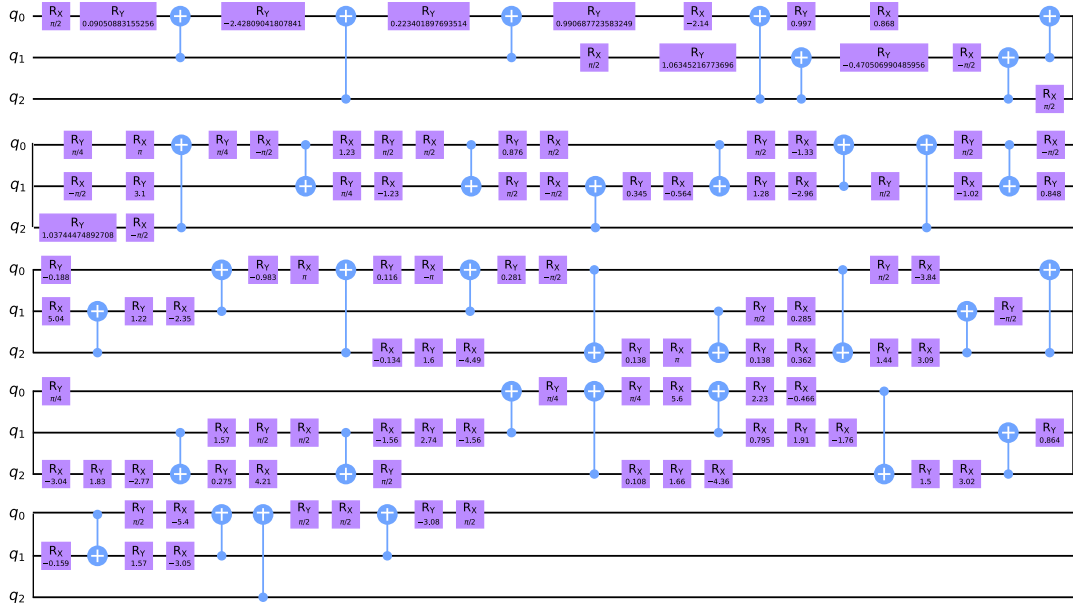 q0 RX π/2 RY 0.09050883155256 RY −2.42809041807841 RY 0.223401897693514 RY 0.990687723583249 RX −2.14 RY 0.997 RX 0.868
q1 RX π/2 RY 1.06345216773696 RY −0.470506990485956 RX −π/2
q2 RX π/2
q0 RY π/4 RX π RY π/4 RX −π/2 RX 1.23 RY π/2 RX π/2 RY 0.876 RX π/2 RY π/2 RX −1.33 RY π/2 RX −π/2
q1 RX −π/2 RY 3.1 RY π/4 RX −1.23 RY π/2 RX −π/2 RY 0.345 RX −0.564 RY 1.28 RX −2.96 RY π/2 RX −1.02 RY 0.848
q2 RY 1.03744474892708 RX −π/2
q0 RY −0.188 RY −0.983 RX π RY 0.116 RX −π RY 0.281 RX −π/2 RY π/2 RX −3.84
q1 RX 5.04 RY 1.22 RX −2.35 RY π/2 RX 0.285 RY −π/2
q2 RX −0.134 RY 1.6 RX −4.49 RY 0.138 RX π RY 0.138 RX 0.362 RY 1.44 RX 3.09
q0 RY π/4 RY π/4 RY π/4 RX 5.6 RY 2.23 RX −0.466
q1 RX 1.57 RY π/2 RX π/2 RX −1.56 RY 2.74 RX −1.56 RX 0.795 RY 1.91 RX −1.76 RY 0.864
q2 RX −3.04 RY 1.83 RX −2.77 RY 0.275 RX 4.21 RY π/2 RX 0.108 RY 1.66 RX −4.36 RY 1.5 RX 3.02
q0 RY π/2 RX −5.4 RY π/2 RX π/2 RY −3.08 RX π/2
q1 RX −0.159 RY 1.57 RX −3.05
q2